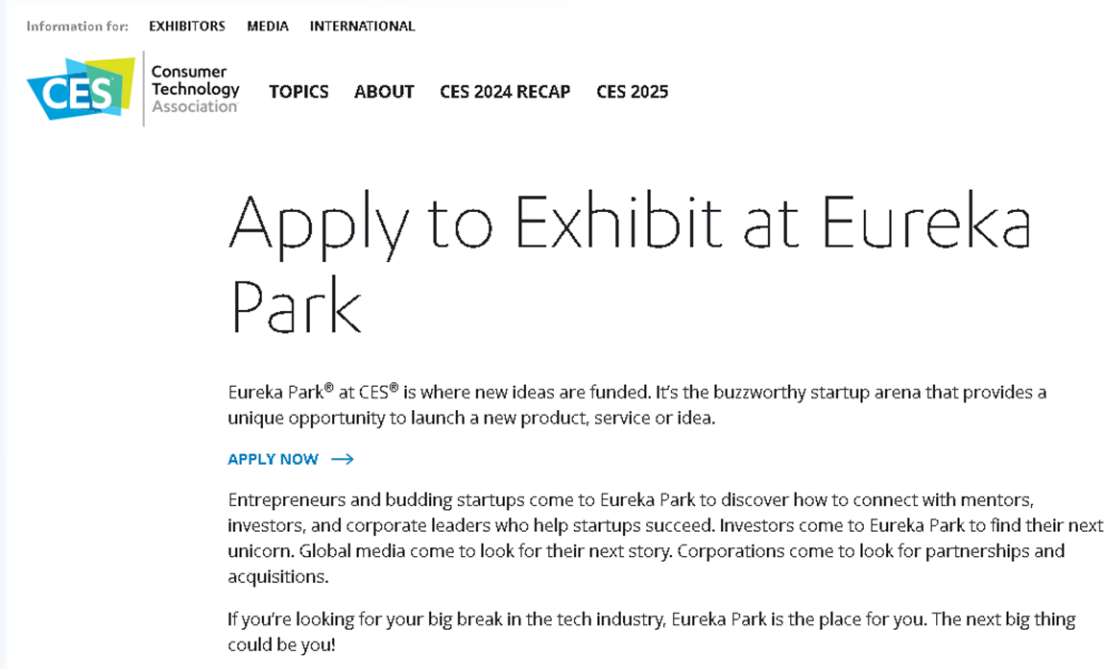 Information for: EXHIBITORS MEDIA INTERNATIONAL
CES
Consumer
Technology
Association
TOPICS ABOUT CES 2024 RECAP CES 2025
Apply to Exhibit at Eureka
Park
Eureka Park® at CES® is where new ideas are funded. It's the buzzworthy startup arena that provides a
unique opportunity to launch a new product, service or idea.
APPLY NOW →
Entrepreneurs and budding startups come to Eureka Park to discover how to connect with mentors,
investors, and corporate leaders who help startups succeed. Investors come to Eureka Park to find their next
unicorn. Global media come to look for their next story. Corporations come to look for partnerships and
acquisitions.
If you're looking for your big break in the tech industry, Eureka Park is the place for you. The next big thing
could be you!